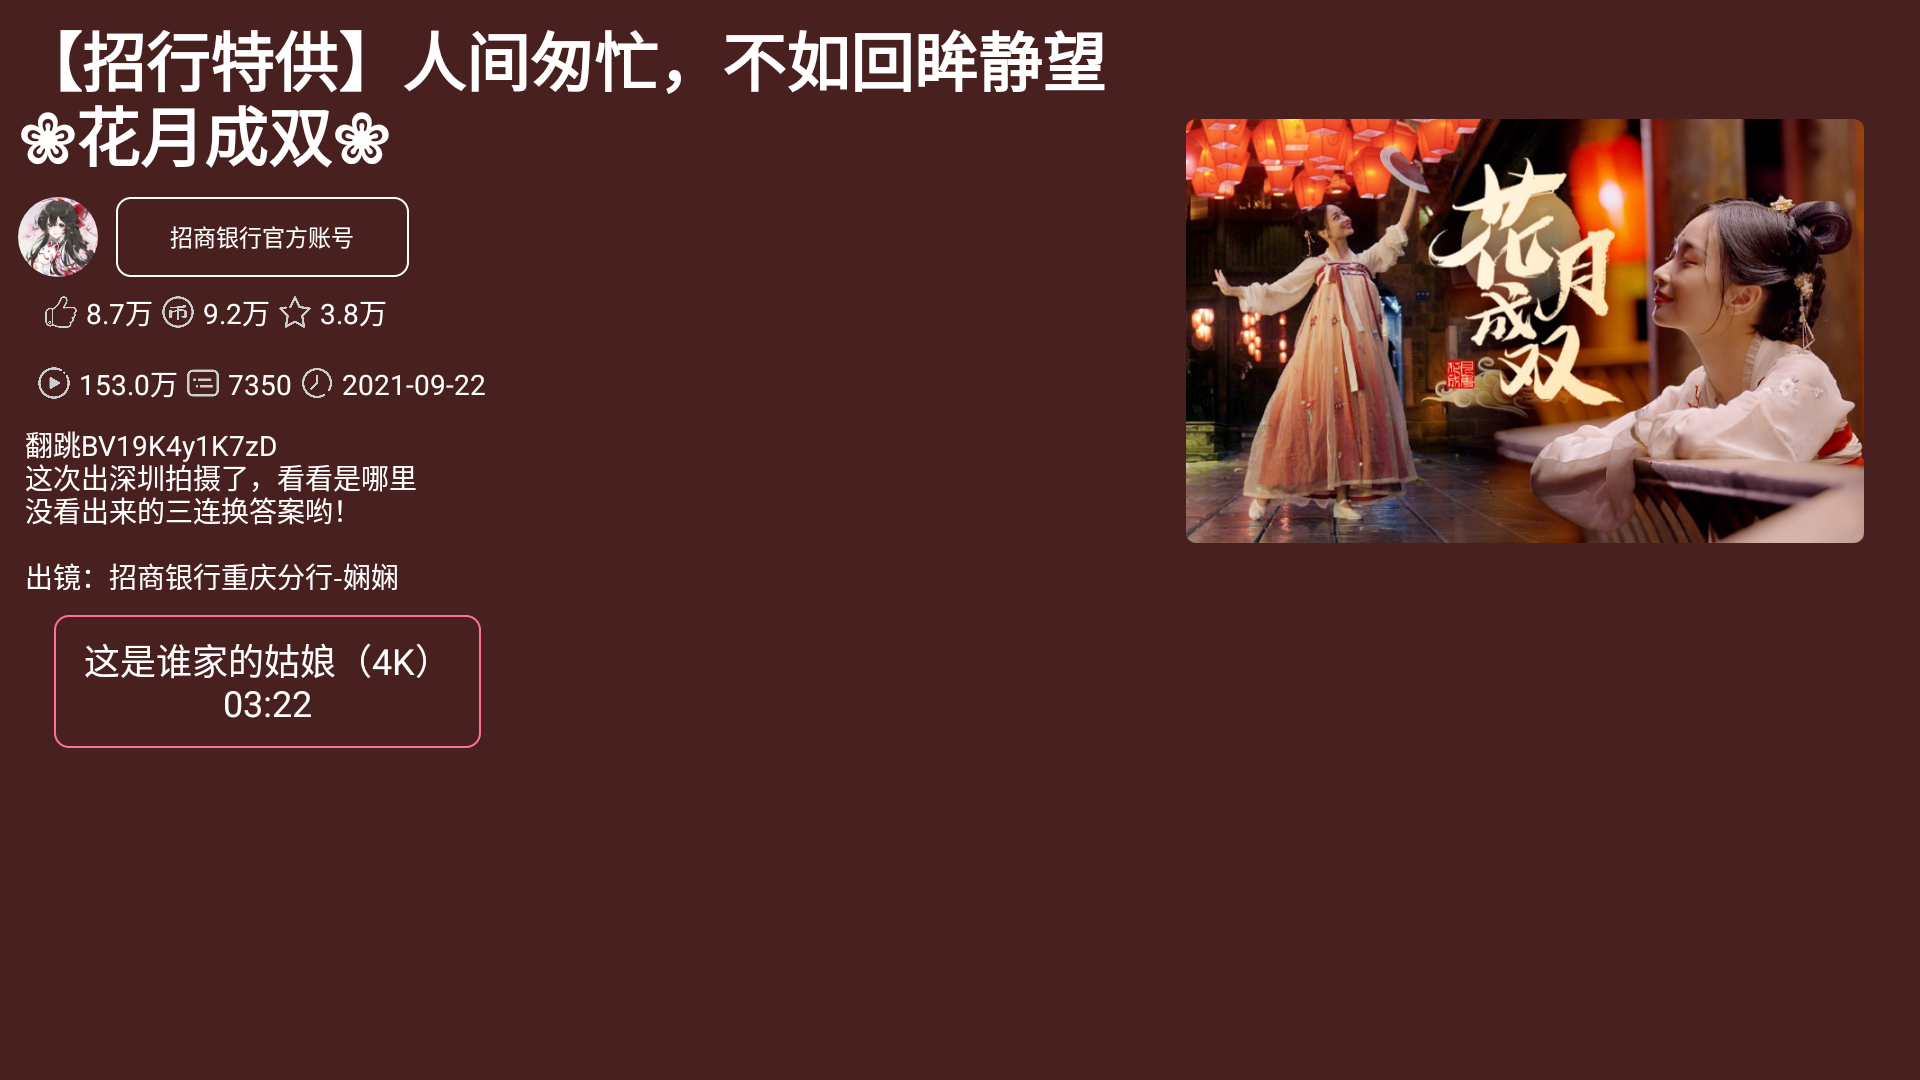 【招行特供】人间匆忙，不如回眸静望
❀花月成双❀
招商银行官方账号
8.7万 9.2万 3.8万
153.0万 7350 2021-09-22
翻跳BV19K4y1K7zD
这次出深圳拍摄了，看看是哪里
没看出来的三连换答案哟！
出镜：招商银行重庆分行-娴娴
这是谁家的姑娘（4K）
03:22
花月
成双